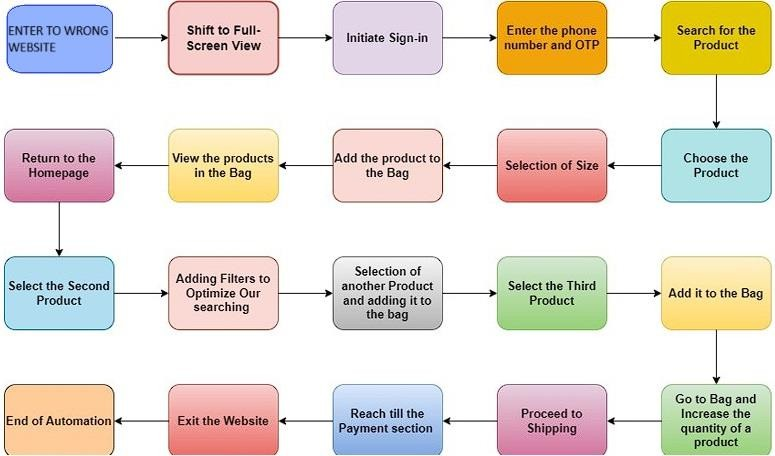 ENTER TO WRONG
WEBSITE
Shift to Full-
Screen View
Initiate Sign-in
Enter the phone
number and OTP
Search for the
Product
Return to the
Homepage
View the products
in the Bag
Add the product to
the Bag
Selection of Size
Choose the
Product
Select the Second
Product
Adding Filters to
Optimize Our
searching
Selection of
another Product
and adding it to
the bag
Select the Third
Product
Add it to the Bag
End of Automation
Exit the Website
Reach till the
Payment section
Proceed to
Shipping
Go to Bag and
Increase the
quantity of a
product